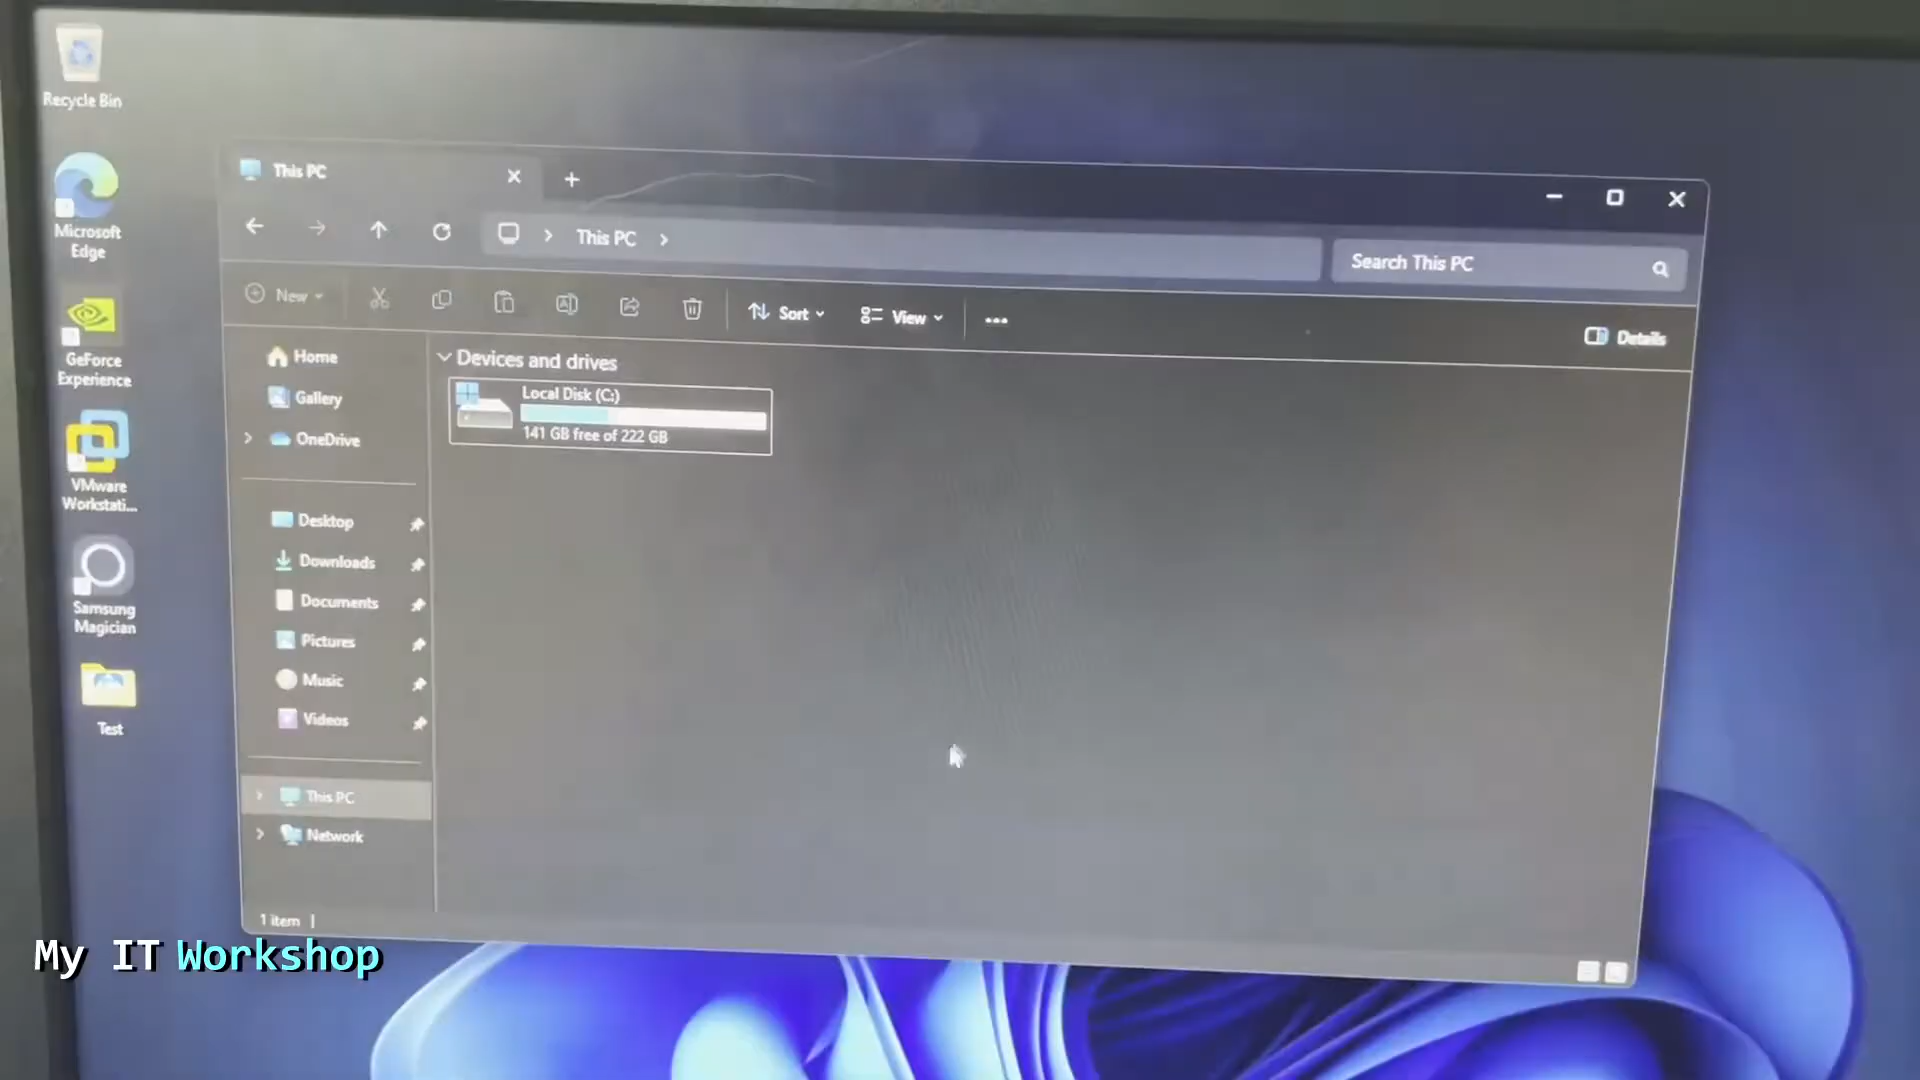 Recycle Bin
Microsoft
Edge
GeForce
Experience
VMware
Workstati...
Samsung
Magician
Test
This PC
This PC
Search This PC
New
Sort
View
Details
Home
Gallery
OneDrive
Desktop
Downloads
Documents
Pictures
Music
Videos
This PC
Network
Devices and drives
Local Disk (C:)
141 GB free of 222 GB
1 item
My IT Workshop